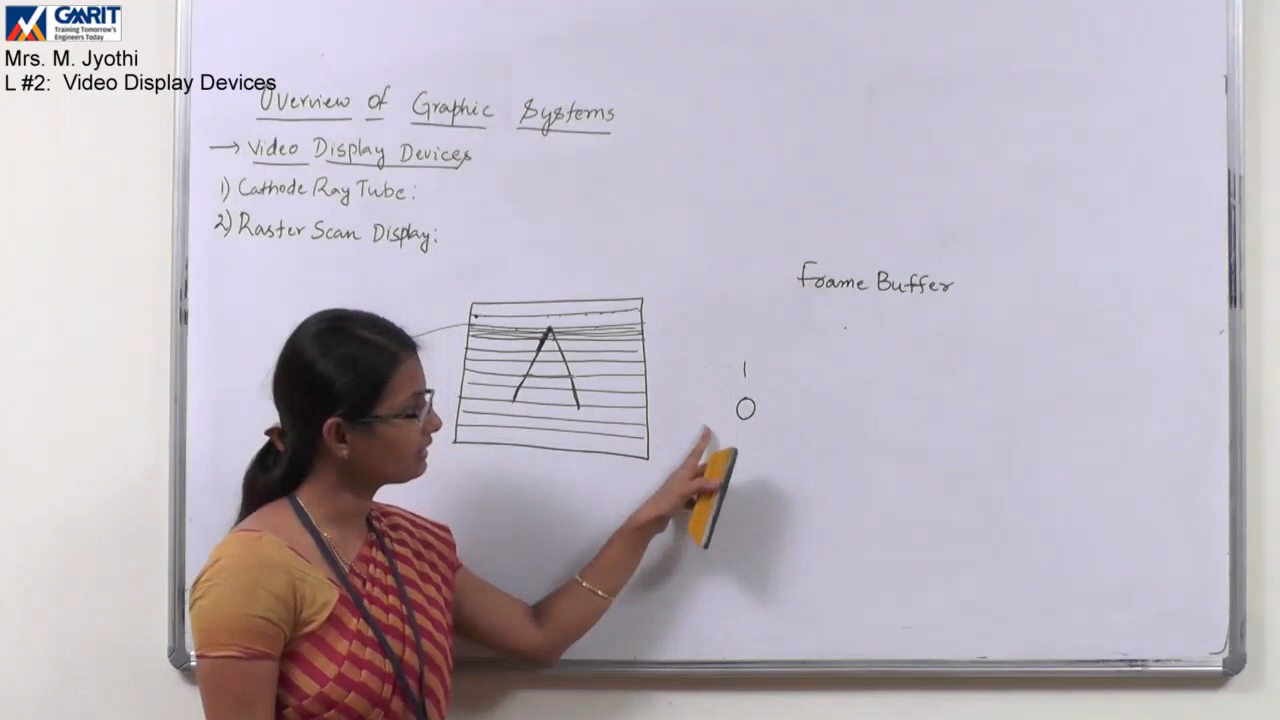 GMRIT
Training Tomorrow's
Engineers Today
Mrs. M. Jyothi
L #2: Video Display Devices
Overview of Graphic Systems
→ Video Display Devices
1) Cathode Ray Tube:
2) Raster Scan Display:
Frame Buffer
1
0